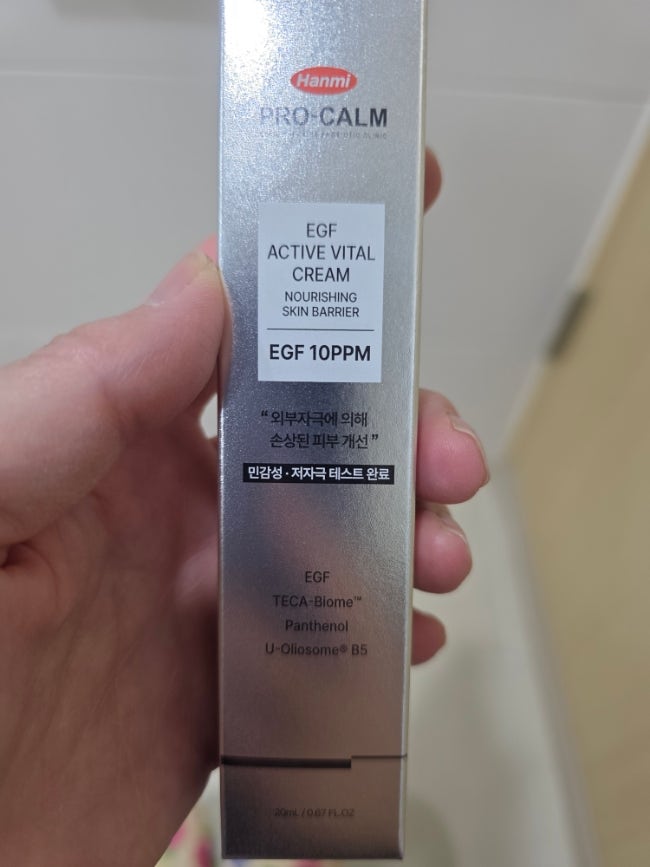 Hanmi
PRO-CALM
EGF
ACTIVE VITAL
CREAM
NOURISHING
SKIN BARRIER
EGF 10PPM
“ 외부자극에 의해
손상된 피부 개선 ”
민감성 · 저자극 테스트 완료
EGF
TECA-Biome™
Panthenol
U-Oliosome® B5
20mL / 0.67 FL.OZ